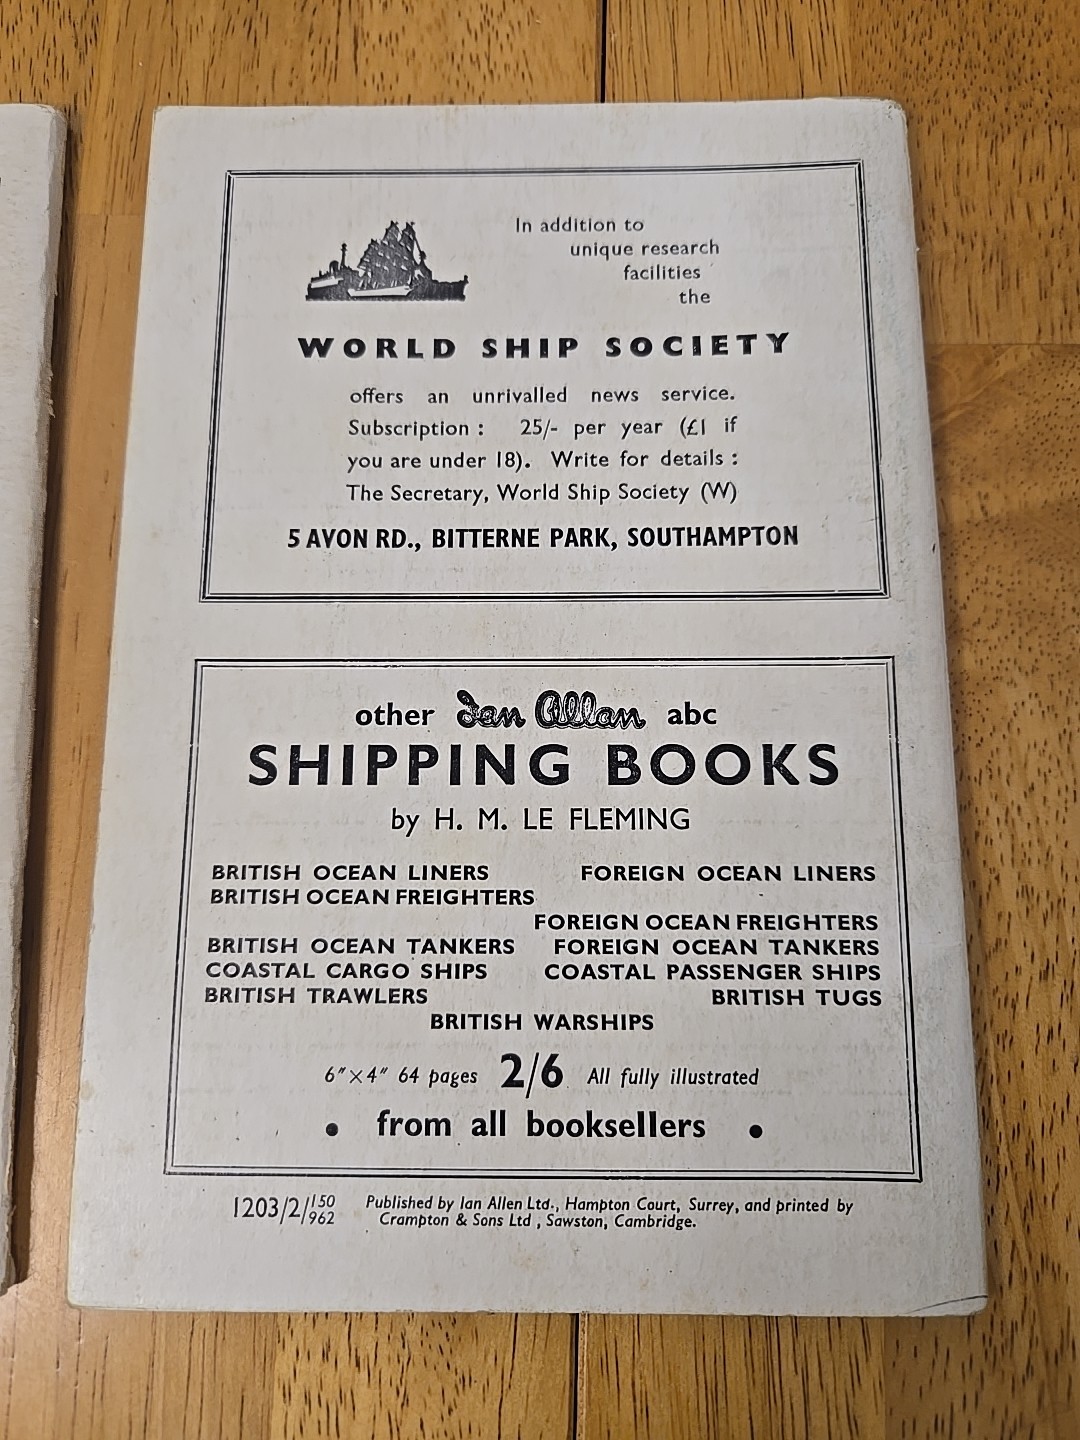 In addition to
unique research
facilities
the
WORLD SHIP SOCIETY
offers an unrivalled news service.
Subscription : 25/- per year (£1 if
you are under 18). Write for details :
The Secretary, World Ship Society (W)
5 AVON RD., BITTERNE PARK, SOUTHAMPTON
other Ian Allan abc
SHIPPING BOOKS
by H. M. LE FLEMING
BRITISH OCEAN LINERS FOREIGN OCEAN LINERS
BRITISH OCEAN FREIGHTERS
FOREIGN OCEAN FREIGHTERS
BRITISH OCEAN TANKERS FOREIGN OCEAN TANKERS
COASTAL CARGO SHIPS COASTAL PASSENGER SHIPS
BRITISH TRAWLERS BRITISH TUGS
BRITISH WARSHIPS
6"×4" 64 pages 2/6 All fully illustrated
• from all booksellers •
1203/2/150/962 Published by Ian Allen Ltd., Hampton Court, Surrey, and printed by
Crampton & Sons Ltd , Sawston, Cambridge.